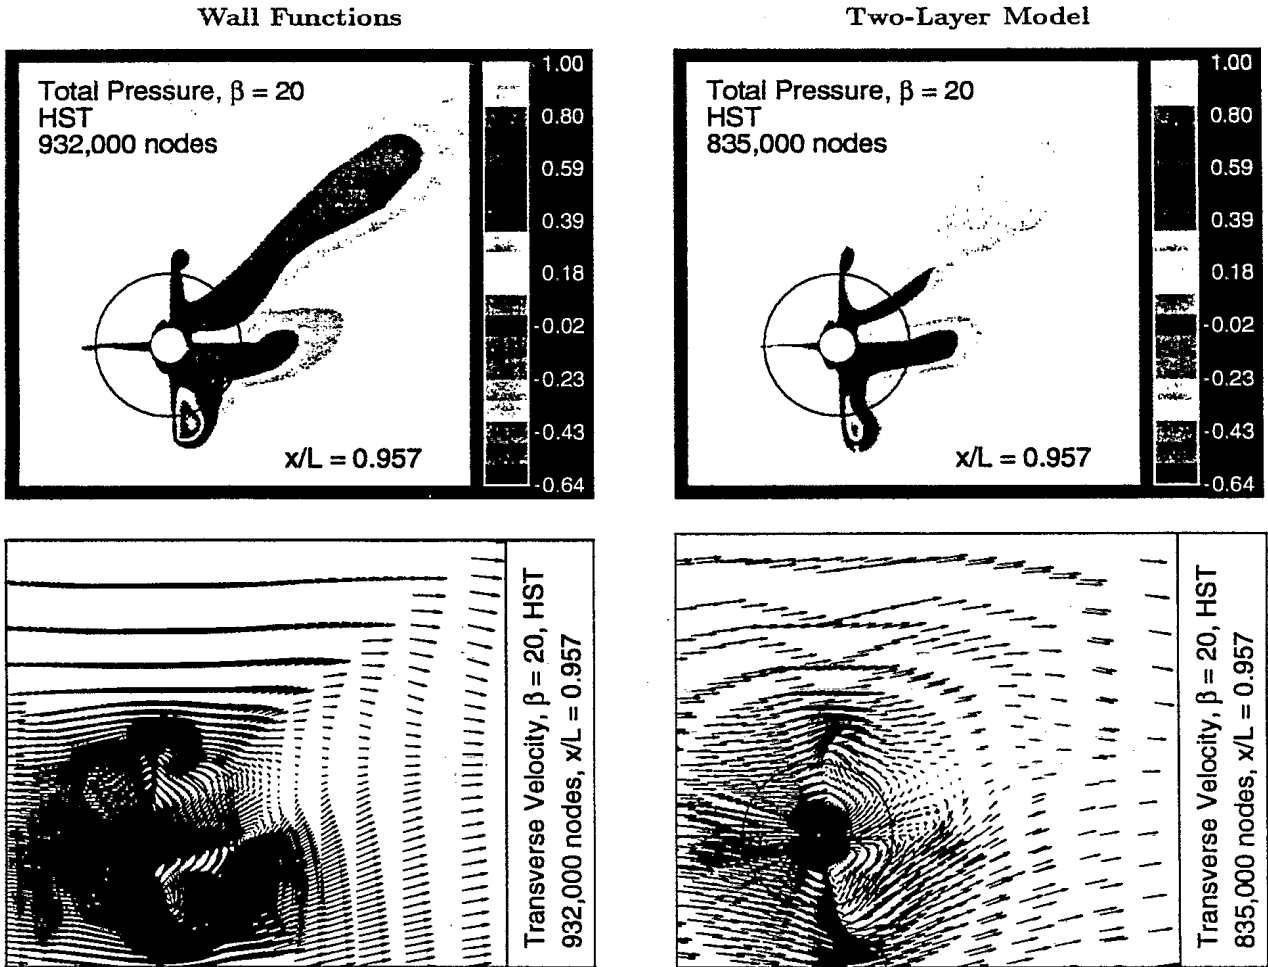 Wall Functions
Total Pressure, β = 20
HST
932,000 nodes
x/L = 0.957
1.00
0.80
0.59
0.39
0.18
-0.02
-0.23
-0.43
-0.64
Two-Layer Model
Total Pressure, β = 20
HST
835,000 nodes
x/L = 0.957
1.00
0.80
0.59
0.39
0.18
-0.02
-0.23
-0.43
-0.64
Transverse Velocity, β = 20, HST
932,000 nodes, x/L = 0.957
Transverse Velocity, β = 20, HST
835,000 nodes, x/L = 0.957